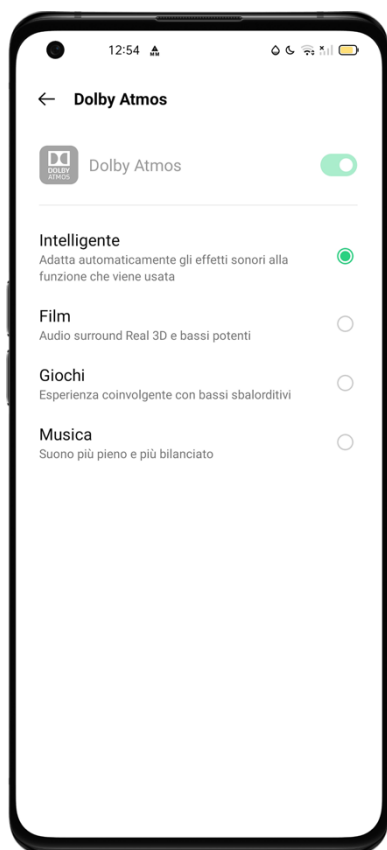 12:54
Dolby Atmos
DOLBY
ATMOS
Dolby Atmos
Intelligente
Adatta automaticamente gli effetti sonori alla
funzione che viene usata
Film
Audio surround Real 3D e bassi potenti
Giochi
Esperienza coinvolgente con bassi sbalorditivi
Musica
Suono più pieno e più bilanciato